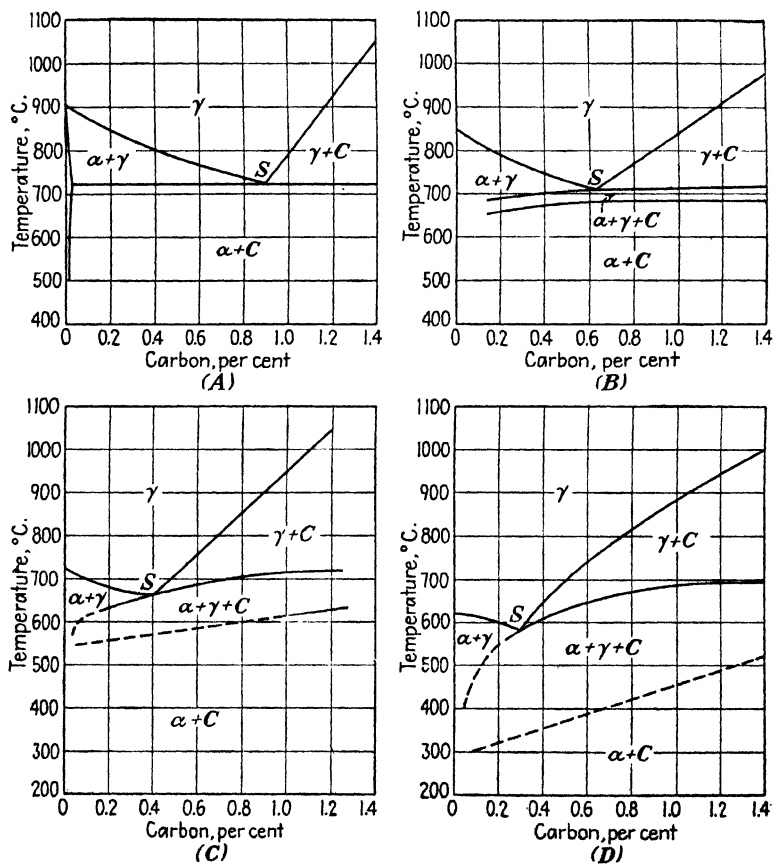 1100
1000
900
800
700
600
500
400
Temperature, °C.
γ
α+γ
S
γ+C
α+C
0 0.2 0.4 0.6 0.8 1.0 1.2 1.4
Carbon, per cent
(A)
1100
1000
900
800
700
600
500
400
Temperature, °C.
γ
γ+C
α+γ
S
α+γ+C
α+C
0 0.2 0.4 0.6 0.8 1.0 1.2 1.4
Carbon, per cent
(B)
1100
1000
900
800
700
600
500
400
300
200
Temperature, °C.
γ
γ+C
S
α+γ
α+γ+C
α+C
0 0.2 0.4 0.6 0.8 1.0 1.2 1.4
Carbon, per cent
(C)
1100
1000
900
800
700
600
500
400
300
200
Temperature, °C.
γ
γ+C
S
α+γ
α+γ+C
α+C
0 0.2 0.4 0.6 0.8 1.0 1.2 1.4
Carbon, per cent
(D)